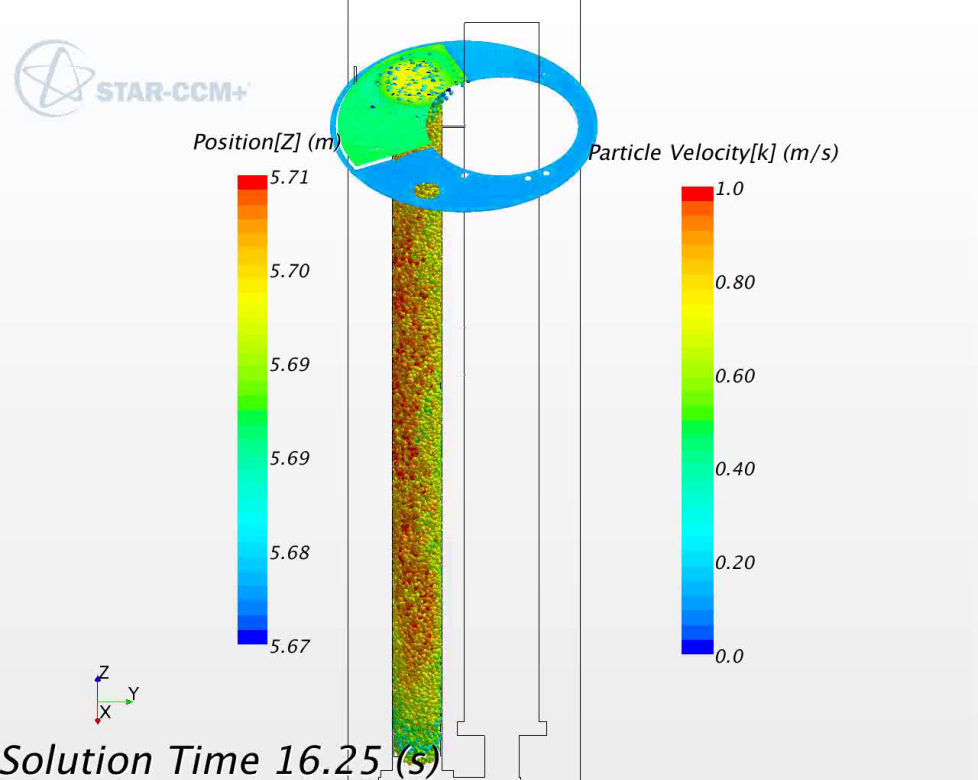 STAR-CCM+
Position[Z] (m)
5.71
5.70
5.69
5.69
5.68
5.67
Particle Velocity[k] (m/s)
1.0
0.80
0.60
0.40
0.20
0.0
Z
Y
X
Solution Time 16.25 (s)